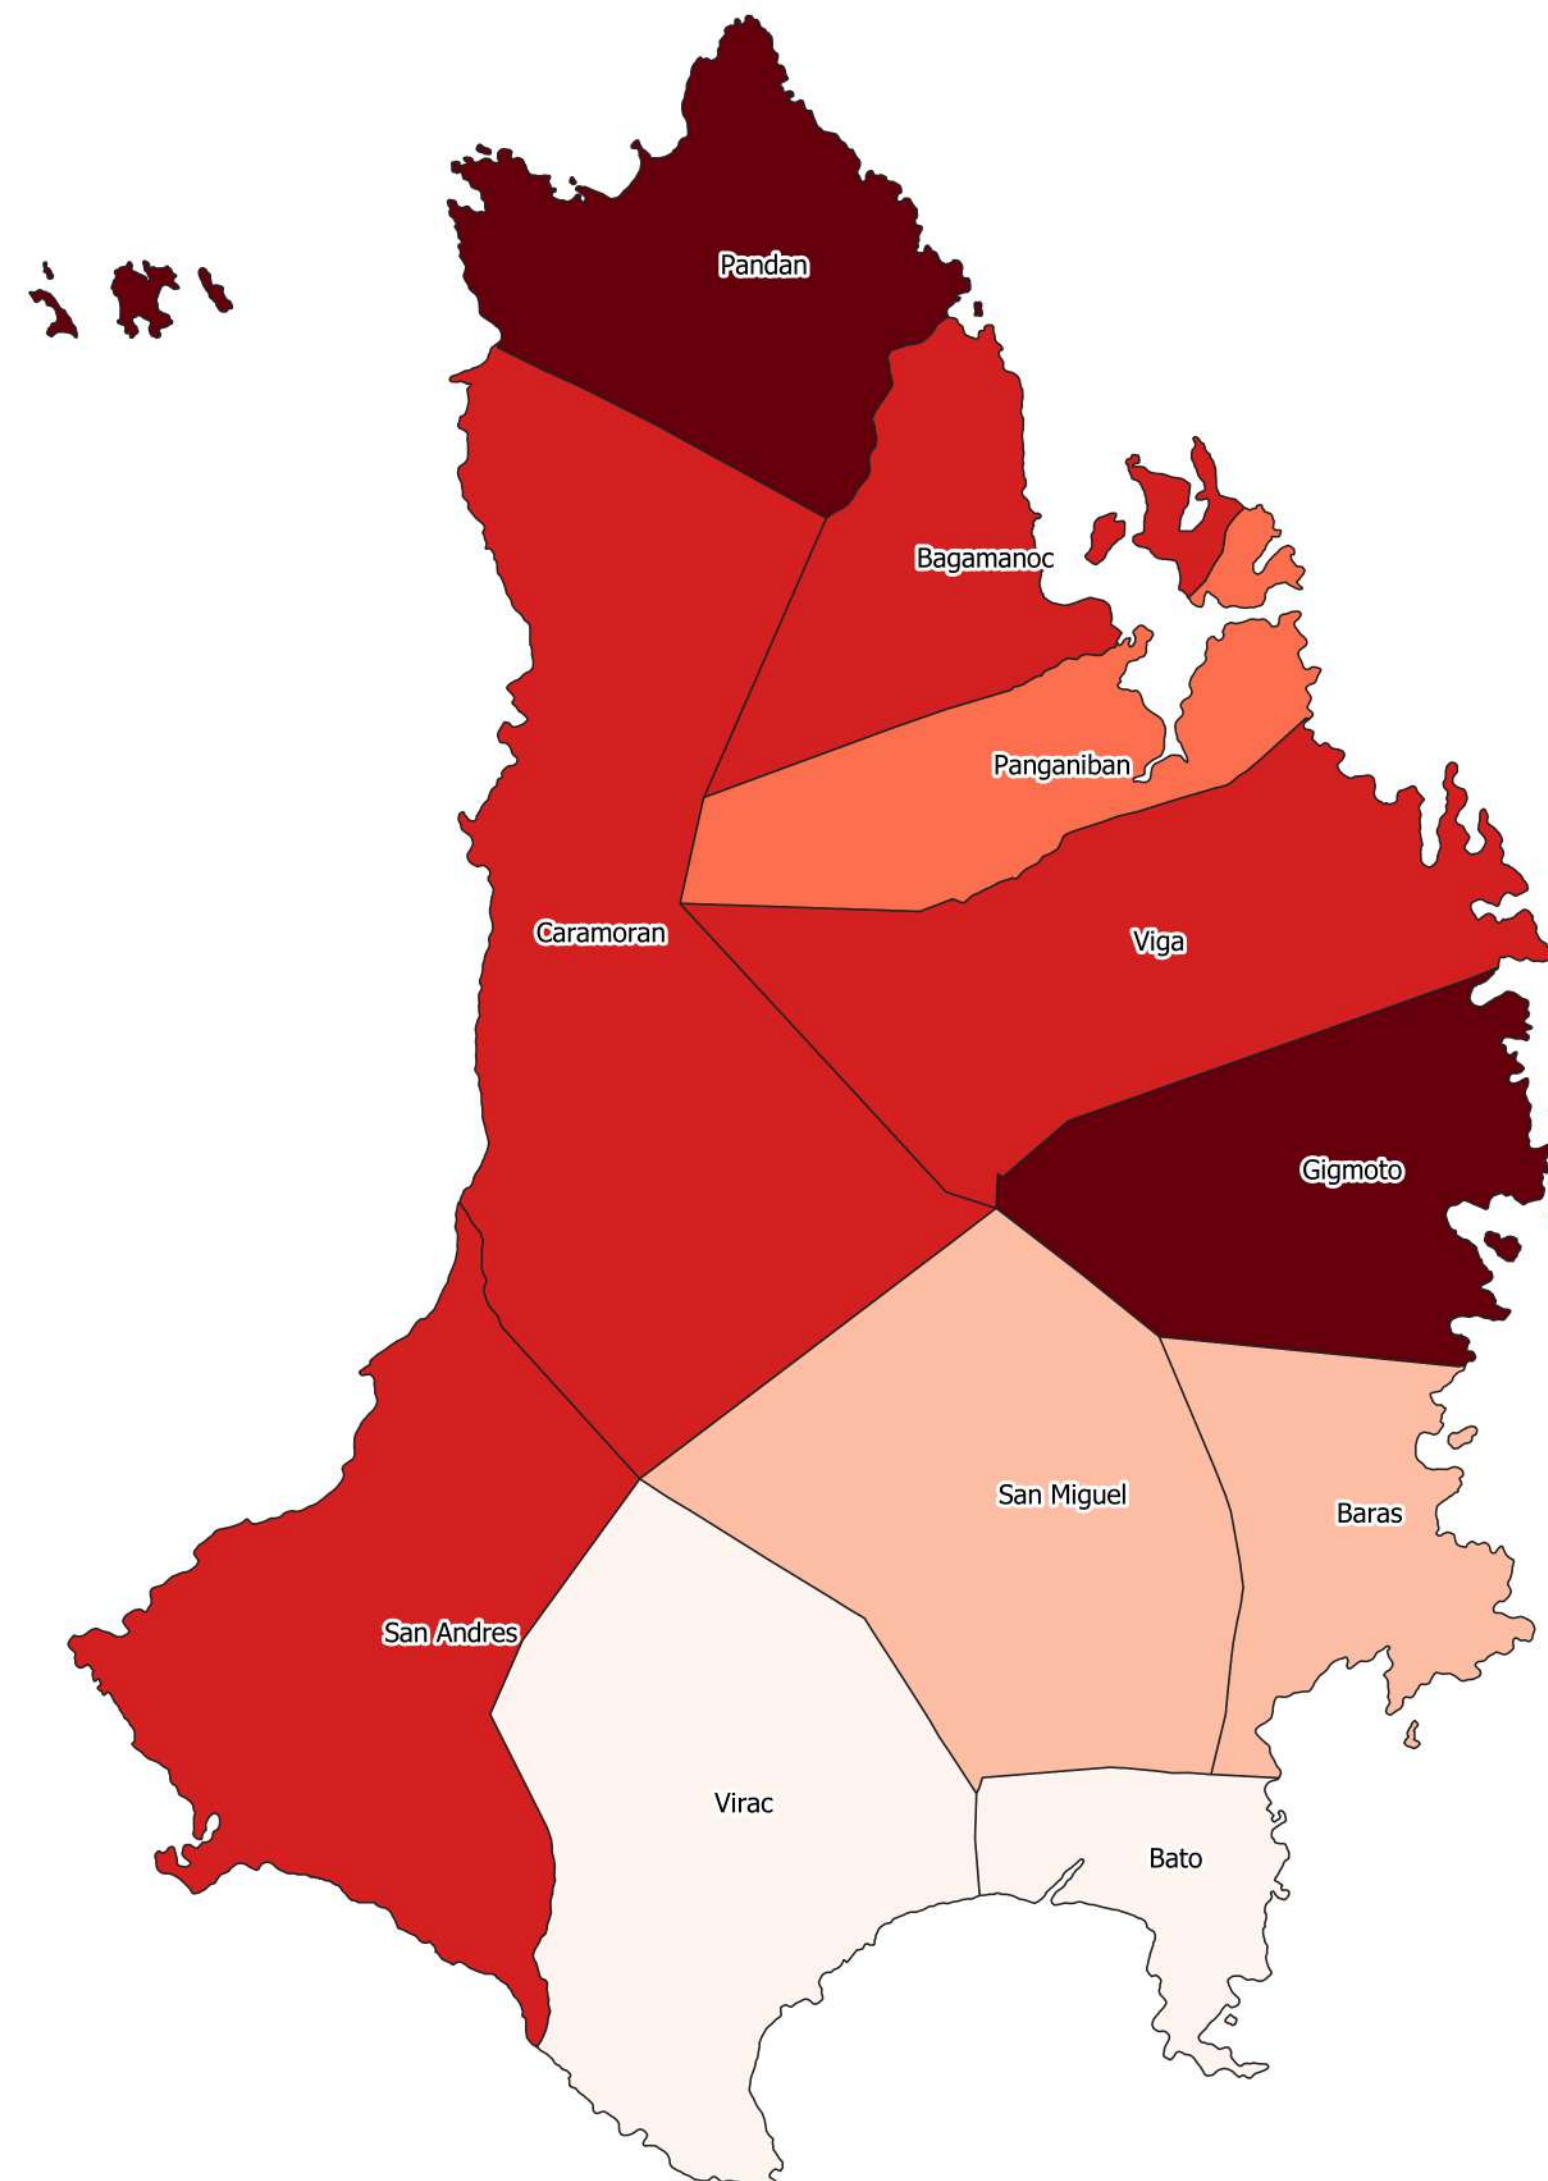 Pandan
Bagamanoc
Panganiban
Caramoran
Viga
Gigmoto
San Miguel
Baras
San Andres
Virac
Bato